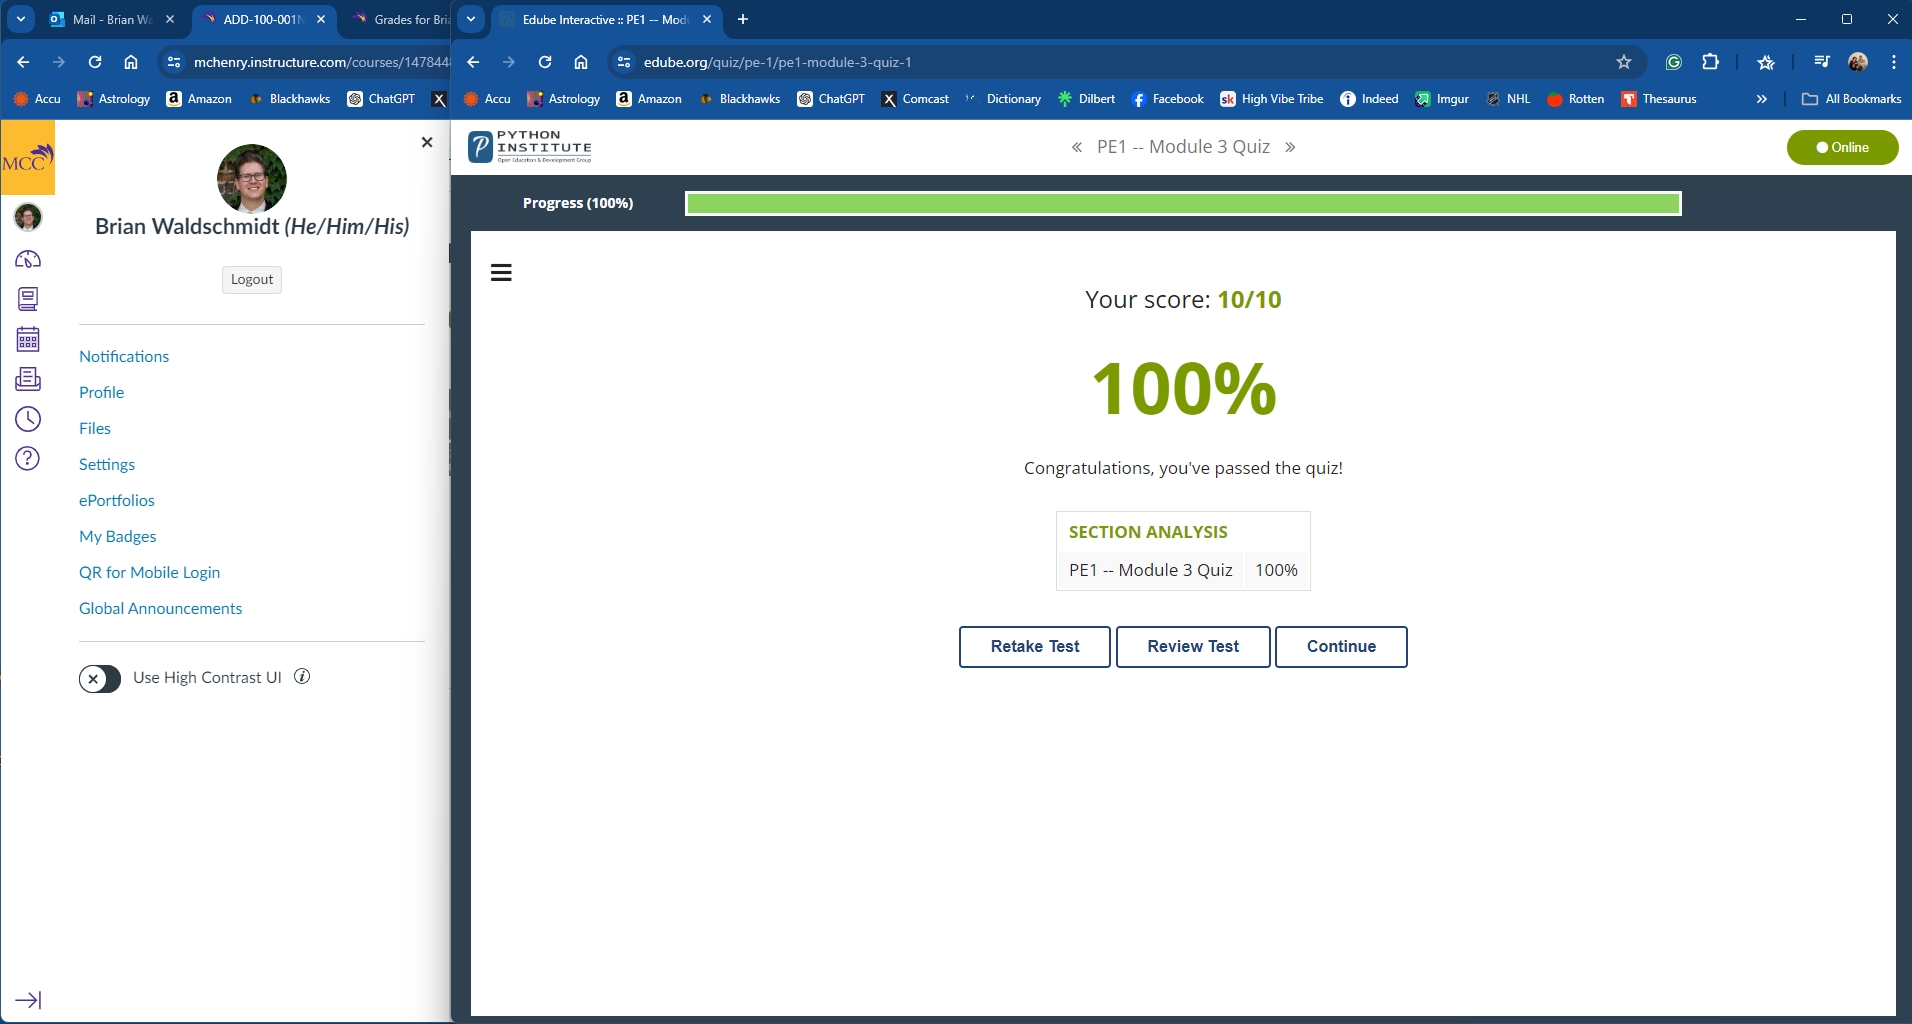 Mail - Brian Wa
ADD-100-001N
Grades for Bria
mchenry.instructure.com/courses/147844
Accu
Astrology
Amazon
Blackhawks
ChatGPT
MCC
Brian Waldschmidt (He/Him/His)
Logout
Notifications
Profile
Files
Settings
ePortfolios
My Badges
QR for Mobile Login
Global Announcements
Use High Contrast UI
Edube Interactive :: PE1 -- Modu
edube.org/quiz/pe-1/pe1-module-3-quiz-1
Accu
Astrology
Amazon
Blackhawks
ChatGPT
Comcast
Dictionary
Dilbert
Facebook
High Vibe Tribe
Indeed
Imgur
NHL
Rotten
Thesaurus
All Bookmarks
PYTHON
INSTITUTE
Open Education & Development Group
« PE1 -- Module 3 Quiz »
Online
Progress (100%)
Your score: 10/10
100%
Congratulations, you've passed the quiz!
SECTION ANALYSIS
PE1 -- Module 3 Quiz 100%
Retake Test
Review Test
Continue